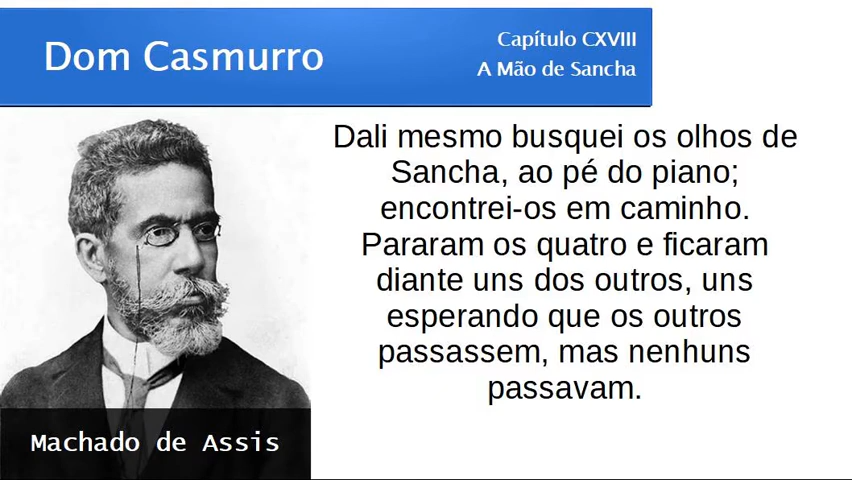 Dom Casmurro
Capítulo CXVIII
A Mão de Sancha
Dali mesmo busquei os olhos de
Sancha, ao pé do piano;
encontrei-os em caminho.
Pararam os quatro e ficaram
diante uns dos outros, uns
esperando que os outros
passassem, mas nenhuns
passavam.
Machado de Assis